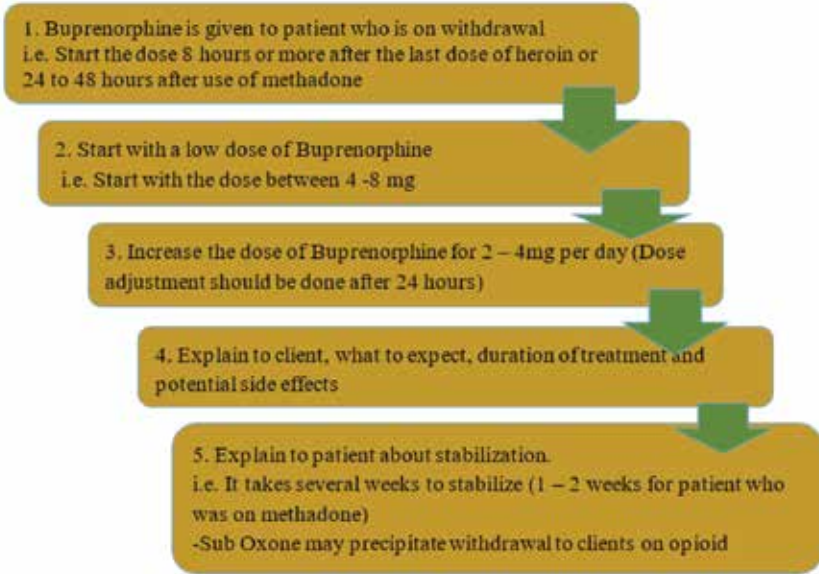 1. Buprenorphine is given to patient who is on withdrawal
i.e. Start the dose 8 hours or more after the last dose of heroin or
24 to 48 hours after use of methadone
2. Start with a low dose of Buprenorphine
i.e. Start with the dose between 4 -8 mg
3. Increase the dose of Buprenorphine for 2 – 4mg per day (Dose
adjustment should be done after 24 hours)
4. Explain to client, what to expect, duration of treatment and
potential side effects
5. Explain to patient about stabilization.
i.e. It takes several weeks to stabilize (1 – 2 weeks for patient who
was on methadone)
-Sub Oxone may precipitate withdrawal to clients on opioid